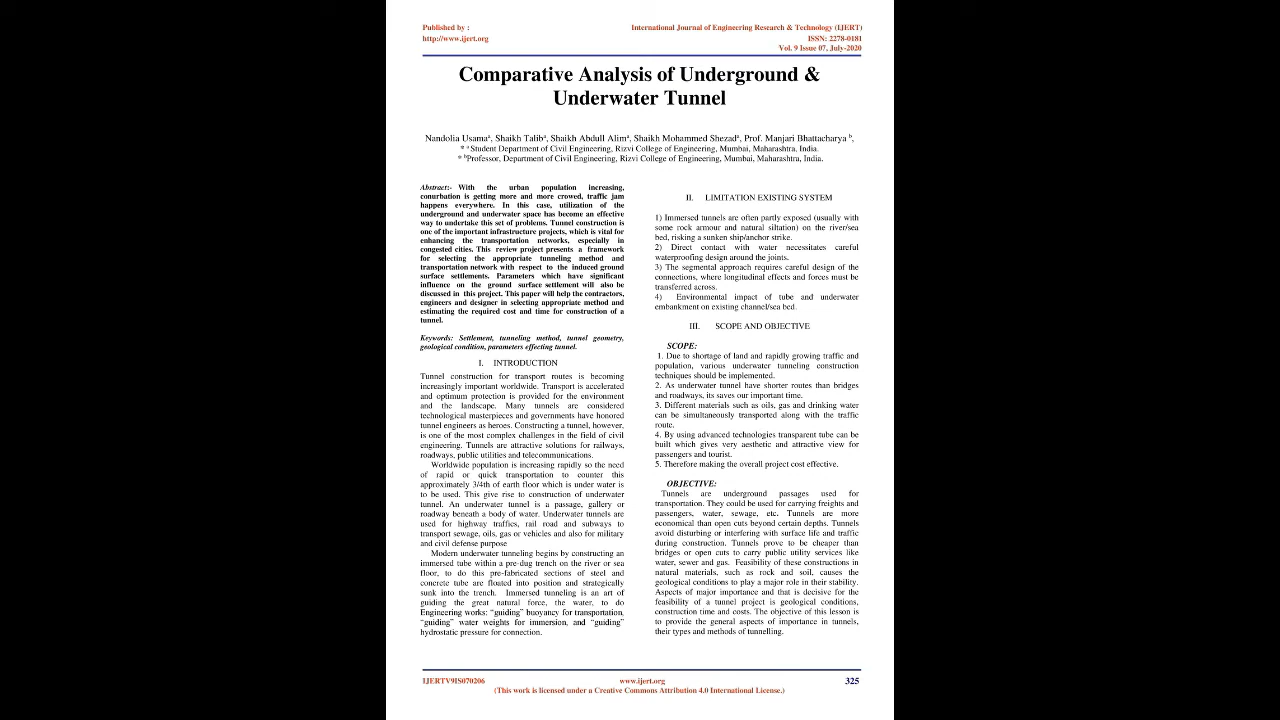 Published by :
http://www.ijert.org
International Journal of Engineering Research & Technology (IJERT)
ISSN: 2278-0181
Vol. 9 Issue 07, July-2020
Comparative Analysis of Underground &
Underwater Tunnel
Nandolia Usamaᵃ, Shaikh Talibᵃ, Shaikh Abdull Alimᵃ, Shaikh Mohammed Shezadᵃ, Prof. Manjari Bhattacharya ᵇ,
* ᵃ Student Department of Civil Engineering, Rizvi College of Engineering, Mumbai, Maharashtra, India.
* ᵇProfessor, Department of Civil Engineering, Rizvi College of Engineering, Mumbai, Maharashtra, India.
Abstract:- With the urban population increasing,
conurbation is getting more and more crowed, traffic jam
happens everywhere. In this case, utilization of the
underground and underwater space has become an effective
way to undertake this set of problems. Tunnel construction is
one of the important infrastructure projects, which is vital for
enhancing the transportation networks, especially in
congested cities. This review project presents a framework
for selecting the appropriate tunneling method and
transportation network with respect to the induced ground
surface settlements. Parameters which have significant
influence on the ground surface settlement will also be
discussed in this project. This paper will help the contractors,
engineers and designer in selecting appropriate method and
estimating the required cost and time for construction of a
tunnel.
Keywords: Settlement, tunneling method, tunnel geometry,
geological condition, parameters effecting tunnel.
I. INTRODUCTION
Tunnel construction for transport routes is becoming
increasingly important worldwide. Transport is accelerated
and optimum protection is provided for the environment
and the landscape. Many tunnels are considered
technological masterpieces and governments have honored
tunnel engineers as heroes. Constructing a tunnel, however,
is one of the most complex challenges in the field of civil
engineering. Tunnels are attractive solutions for railways,
roadways, public utilities and telecommunications.
Worldwide population is increasing rapidly so the need
of rapid or quick transportation to counter this
approximately 3/4th of earth floor which is under water is
to be used. This give rise to construction of underwater
tunnel. An underwater tunnel is a passage, gallery or
roadway beneath a body of water. Underwater tunnels are
used for highway traffics, rail road and subways to
transport sewage, oils, gas or vehicles and also for military
and civil defense purpose
Modern underwater tunneling begins by constructing an
immersed tube within a pre-dug trench on the river or sea
floor, to do this pre-fabricated sections of steel and
concrete tube are floated into position and strategically
sunk into the trench. Immersed tunneling is an art of
guiding the great natural force, the water, to do
Engineering works: “guiding” buoyancy for transportation,
“guiding” water weights for immersion, and “guiding”
hydrostatic pressure for connection.
II. LIMITATION EXISTING SYSTEM
1) Immersed tunnels are often partly exposed (usually with
some rock armour and natural siltation) on the river/sea
bed, risking a sunken ship/anchor strike.
2) Direct contact with water necessitates careful
waterproofing design around the joints.
3) The segmental approach requires careful design of the
connections, where longitudinal effects and forces must be
transferred across.
4) Environmental impact of tube and underwater
embankment on existing channel/sea bed.
III. SCOPE AND OBJECTIVE
SCOPE:
1. Due to shortage of land and rapidly growing traffic and
population, various underwater tunneling construction
techniques should be implemented.
2. As underwater tunnel have shorter routes than bridges
and roadways, its saves our important time.
3. Different materials such as oils, gas and drinking water
can be simultaneously transported along with the traffic
route.
4. By using advanced technologies transparent tube can be
built which gives very aesthetic and attractive view for
passengers and tourist.
5. Therefore making the overall project cost effective.
OBJECTIVE:
Tunnels are underground passages used for
transportation. They could be used for carrying freights and
passengers, water, sewage, etc. Tunnels are more
economical than open cuts beyond certain depths. Tunnels
avoid disturbing or interfering with surface life and traffic
during construction. Tunnels prove to be cheaper than
bridges or open cuts to carry public utility services like
water, sewer and gas. Feasibility of these constructions in
natural materials, such as rock and soil, causes the
geological conditions to play a major role in their stability.
Aspects of major importance and that is decisive for the
feasibility of a tunnel project is geological conditions,
construction time and costs. The objective of this lesson is
to provide the general aspects of importance in tunnels,
their types and methods of tunnelling.
IJERTV9IS070206
www.ijert.org
325
(This work is licensed under a Creative Commons Attribution 4.0 International License.)